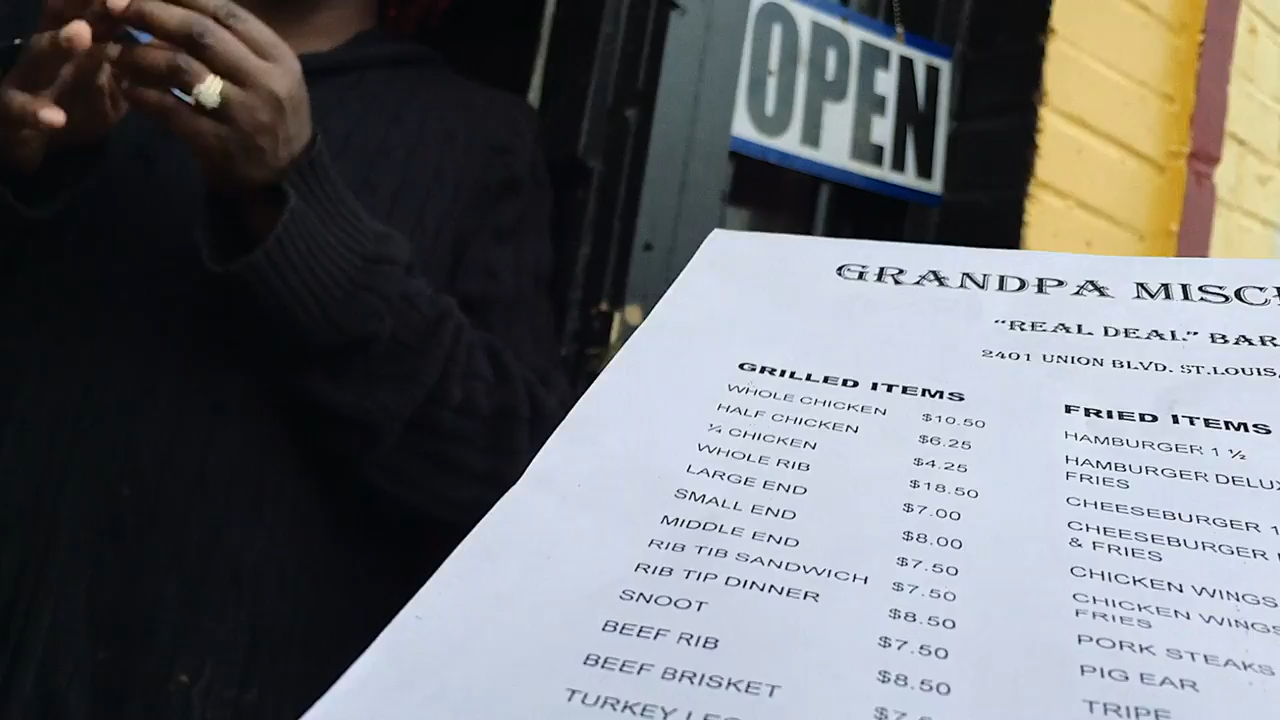 OPEN
GRANDPA
"REAL DEAL"
2401 UNION BLVD. ST.LOUIS,
GRILLED ITEMS
WHOLE CHICKEN $10.50
HALF CHICKEN $6.25
¼ CHICKEN $4.25
WHOLE RIB $18.50
LARGE END $7.00
SMALL END $8.00
MIDDLE END $7.50
RIB TIB SANDWICH $7.50
RIB TIP DINNER $8.50
SNOOT $7.50
BEEF RIB $8.50
BEEF BRISKET
TURKEY
FRIED ITEMS
HAMBURGER 1 ½
HAMBURGER
FRIES
CHEESEBURGER
CHEESEBURGER
& FRIES
CHICKEN WINGS
CHICKEN WINGS
FRIES
PORK STEAKS
PIG EAR
TRIPE